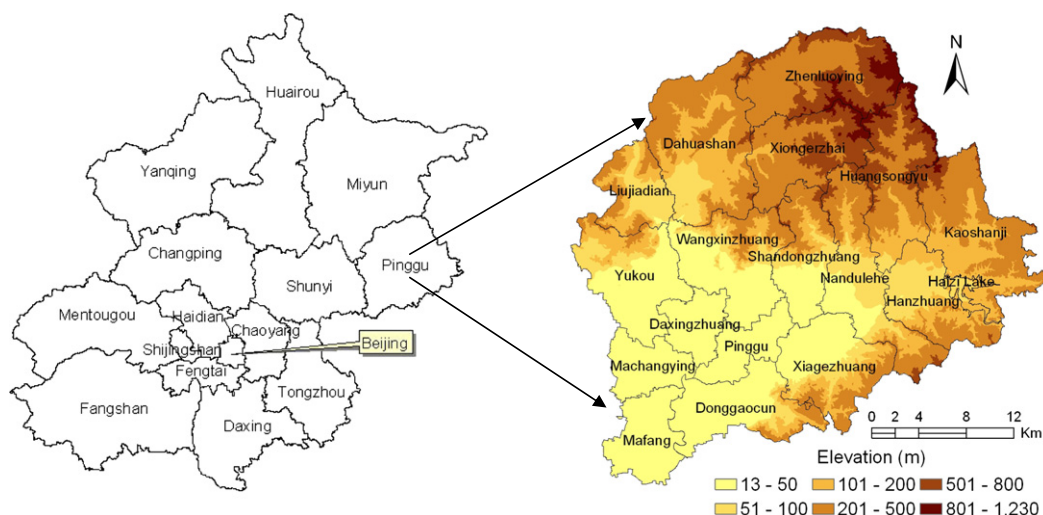 Huairou
Yanqing
Miyun
Changping
Pinggu
Shunyi
Mentougou
Haidian
Chaoyang
Shijingshan
Beijing
Fengtai
Tongzhou
Fangshan
Daxing
N
Zhenluoying
Dahuashan
Xiongerzhai
Huangsongyu
Liujiadian
Kaoshanji
Wangxinzhuang
Shandongzhuang
Yukou
Nandulehe
Haizi Lake
Hanzhuang
Daxingzhuang
Pinggu
Machangying
Xiagezhuang
Donggaocun
Mafang
0 2 4 8 12
Km
Elevation (m)
13 - 50
101 - 200
501 - 800
51 - 100
201 - 500
801 - 1,230